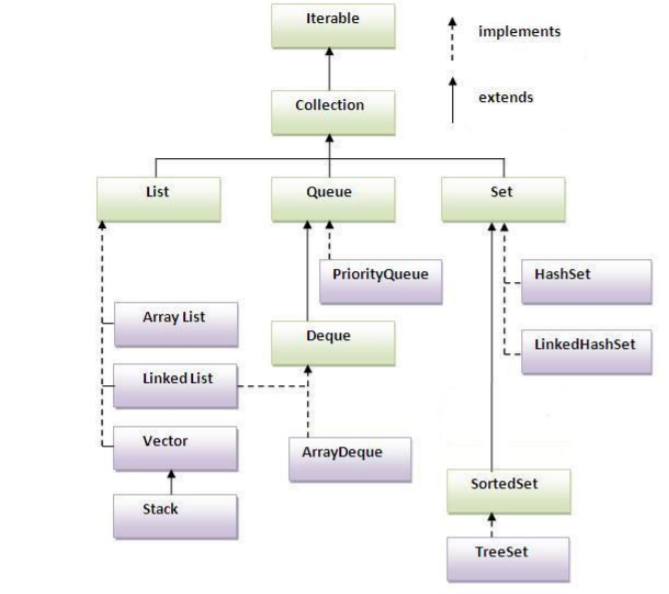 Iterable
implements
Collection
extends
List
Queue
Set
PriorityQueue
HashSet
Array List
Deque
LinkedHashSet
Linked List
Vector
ArrayDeque
SortedSet
Stack
TreeSet